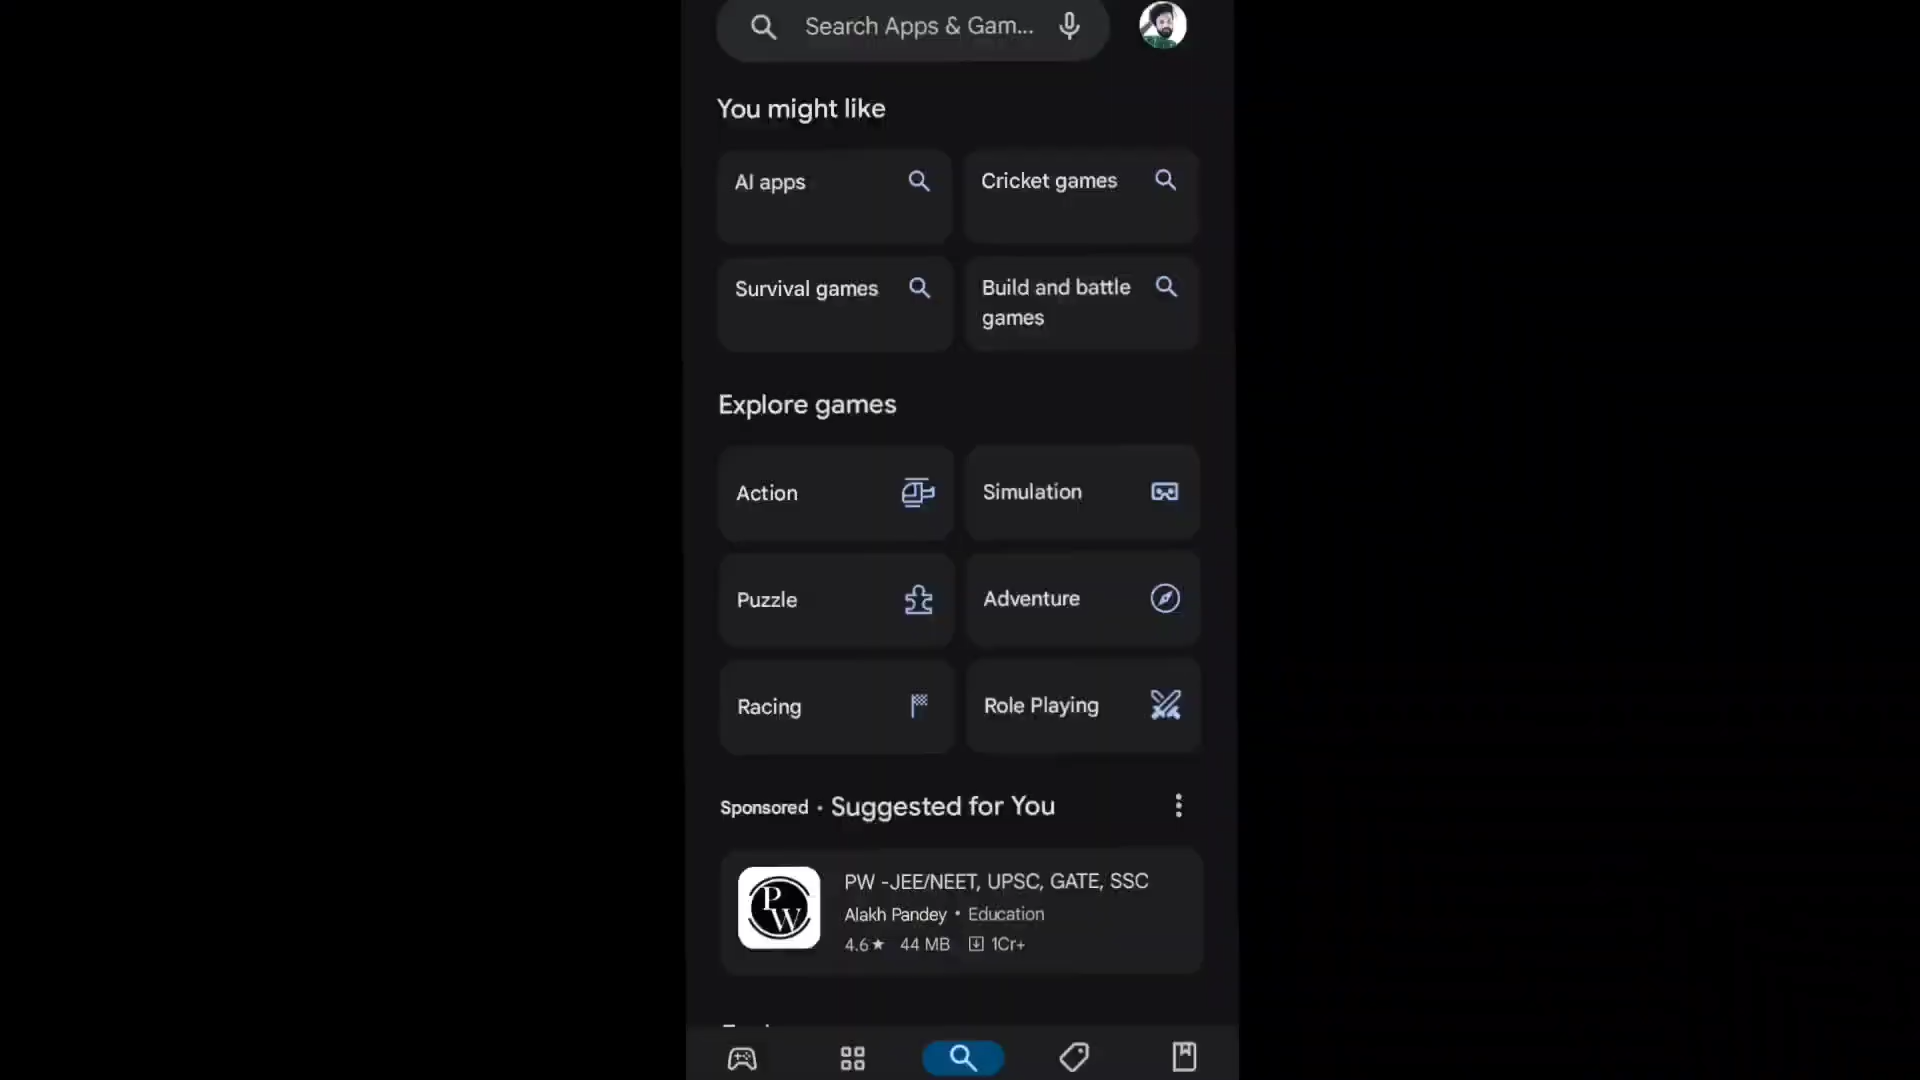 Search Apps & Gam...
You might like
AI apps
Cricket games
Survival games
Build and battle
games
Explore games
Action
Simulation
Puzzle
Adventure
Racing
Role Playing
Sponsored • Suggested for You
PW
PW -JEE/NEET, UPSC, GATE, SSC
Alakh Pandey • Education
4.6★ 44 MB 1Cr+